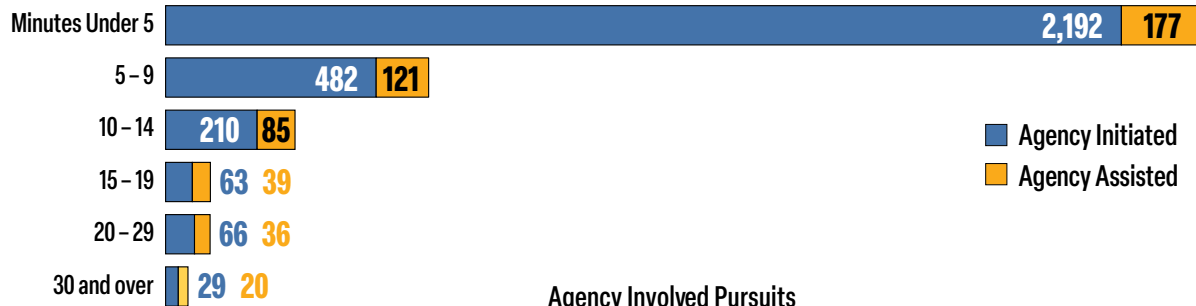 Minutes Under 5 2,192 177
5 – 9 482 121
10 – 14 210 85
Agency Initiated
15 – 19 63 39
Agency Assisted
20 – 29 66 36
30 and over 29 20
Agency Involved Pursuits